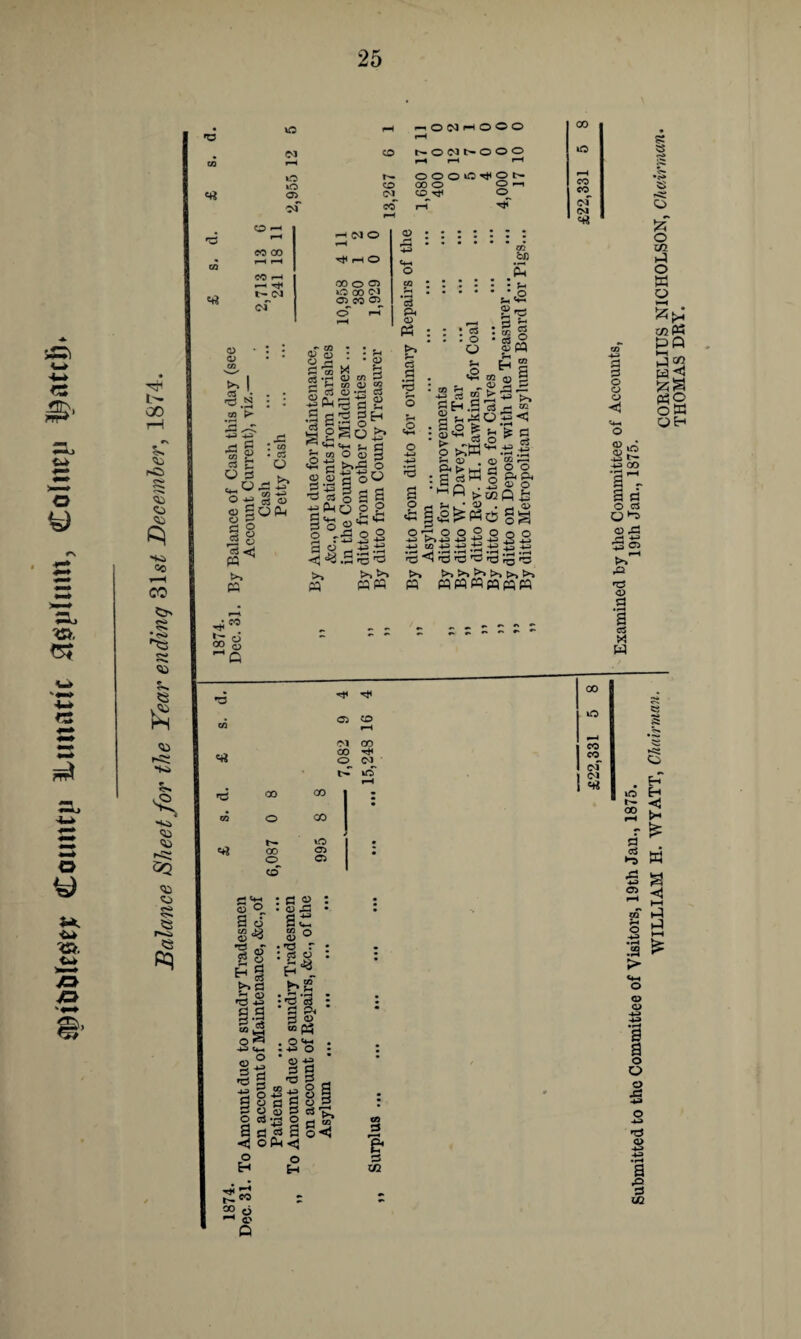 25
Middlesex County Lunatic Asylum, Colney Hatch.
Balance Sheet for the Year ending 31st December, 1874.
£ s. d. £ s. d.
1874.
Dec. 31. To Amount due to sundry Tradesmen
on account of Maintenance, &c., of
Patients ... ... ... 6,087 0 8
„ To Amount due to sundry Tradesmen
on account of Repairs, &c., of the
Asylum ... ... ... 995 8 8
7,082 9 4
„ Surplus ... ... ... ... 15,248 16 4
£22,331 5 8
£ s. d. £ s. d.
1874.
Dec. 31. By Balance of Cash this day (see
Account Current), viz.—
Cash ... ... 2,713 13 6
Petty Cash ... 241 18 11
2,955 12 5
„ By Amount due for Maintenance,
&c., of Patients from Parishes
in the County of Middlesex ... 10,958 4 11
„ By ditto from other Counties ... 380 1 2
„ By ditto from County Treasurer 1,929 0 0
13,267 6 1
„ By ditto from ditto for ordinary Repairs of the
Asylum ... ... ... ... 1,680 17 11
„ By ditto for Improvements ... ... 400 0 0
„ By ditto W. Davey, for Tar ... ... 0 12 2
„ By ditto Rev. H. Hawkins, for Coal ... 0 17 1
„ By ditto G. Stone for Calves ... ... 5 0 0
„ By ditto on Deposit with the Treasurer ... 4,000 0 0
„ By ditto Metropolitan Asylums Board for Pigs... 17 10 0
£22,331 5 8
Submitted to the Committee of Visitors, 19th Jan., 1875.
WILLIAM H. WYATT, Chairman.
Examined by the Committee of Accounts,
19th Jan., 1875.
CORNELIUS NICHOLSON, Chairman.
THOMAS DRY.